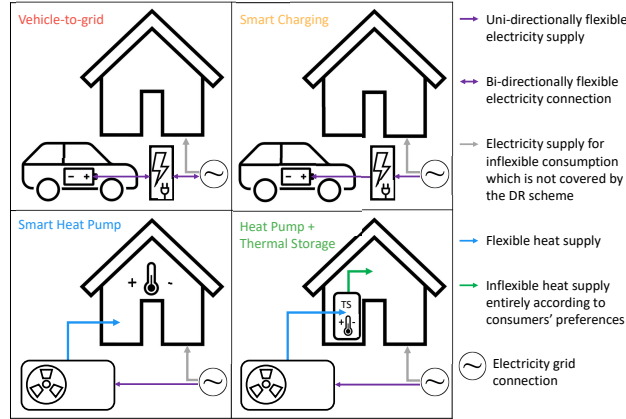 Vehicle-to-grid
Smart Charging
- +
- +
Smart Heat Pump
+ -
Heat Pump +
Thermal Storage
TS
+ -
Uni-directionally flexible
electricity supply
Bi-directionally flexible
electricity connection
Electricity supply for
inflexible consumption
which is not covered by
the DR scheme
Flexible heat supply
Inflexible heat supply
entirely according to
consumers' preferences
Electricity grid
connection